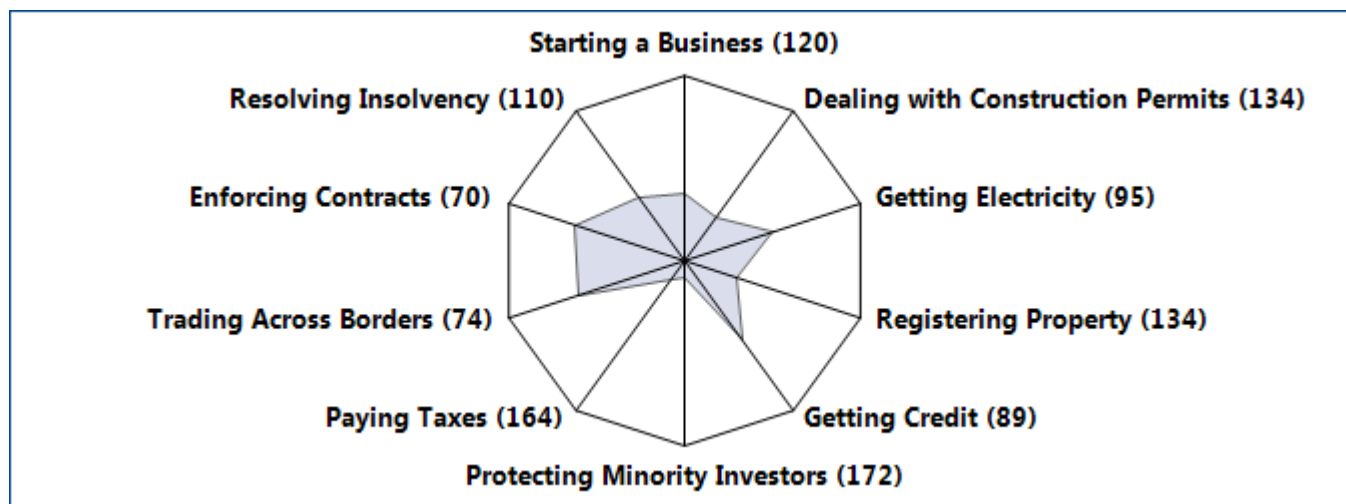 Starting a Business (120)
Dealing with Construction Permits (134)
Getting Electricity (95)
Registering Property (134)
Getting Credit (89)
Protecting Minority Investors (172)
Paying Taxes (164)
Trading Across Borders (74)
Enforcing Contracts (70)
Resolving Insolvency (110)